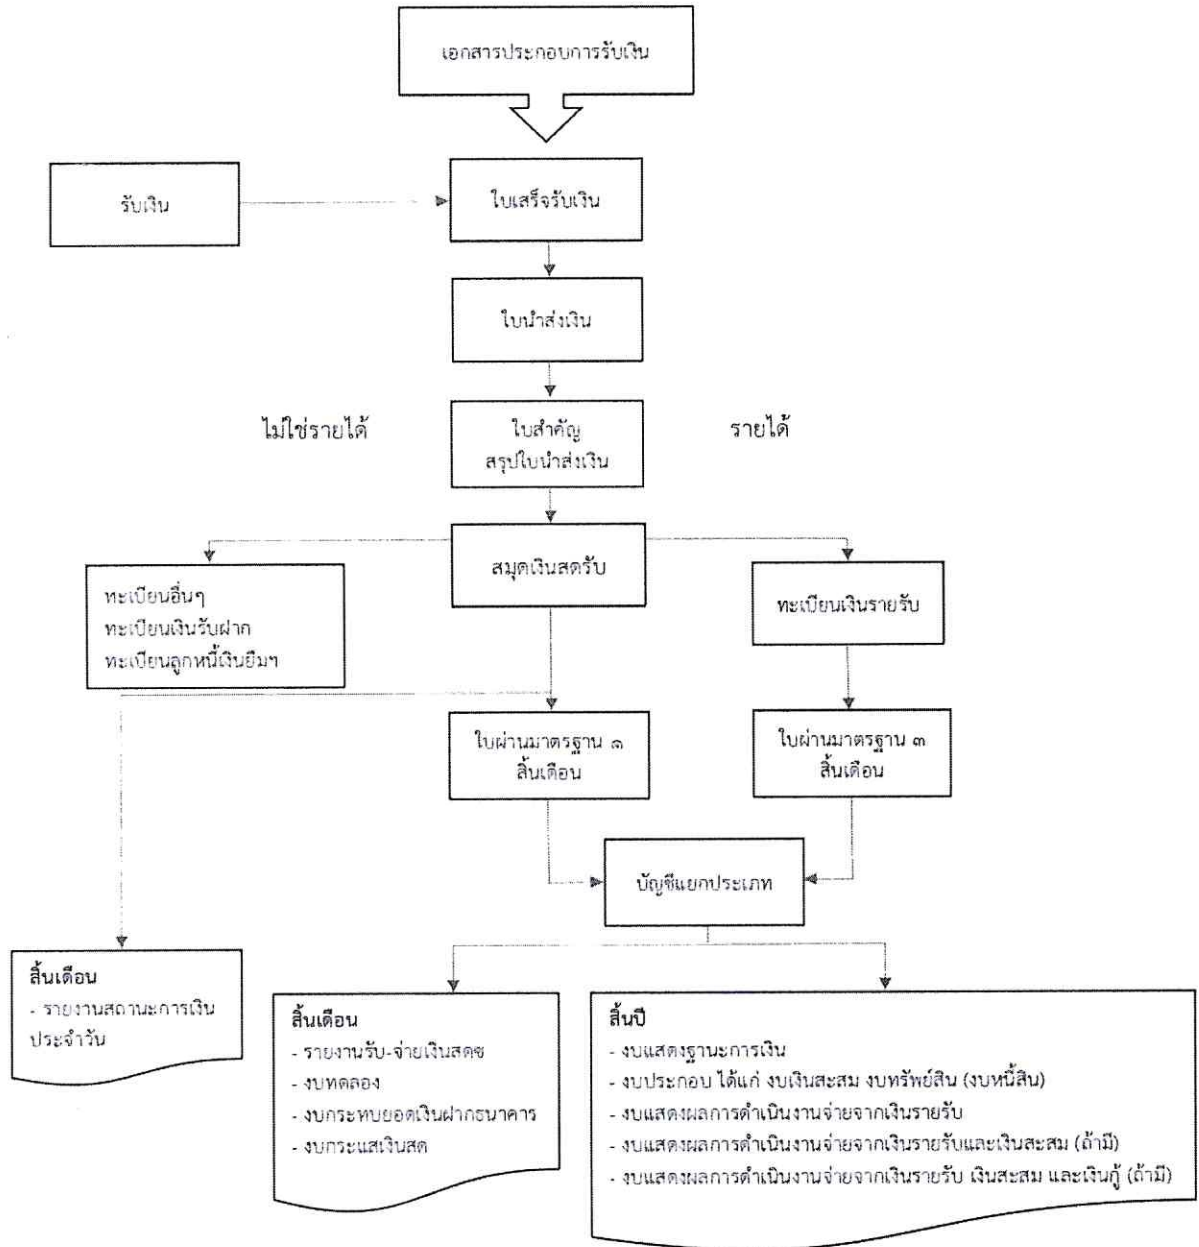 เอกสารประกอบการรับเงิน
รับเงิน
ใบเสร็จรับเงิน
ใบนำส่งเงิน
ไม่ใช่รายได้
ใบสำคัญ
สรุปใบนำส่งเงิน
รายได้
สมุดเงินสดรับ
ทะเบียนอื่นๆ
ทะเบียนเงินรับฝาก
ทะเบียนลูกหนี้เงินยืมฯ
ทะเบียนเงินรายรับ
ใบผ่านมาตรฐาน ๑
สิ้นเดือน
ใบผ่านมาตรฐาน ๓
สิ้นเดือน
บัญชีแยกประเภท
สิ้นเดือน
- รายงานสถานะการเงิน
ประจำวัน
สิ้นเดือน
- รายงานรับ-จ่ายเงินสดซ
- งบทดลอง
- งบกระทบยอดเงินฝากธนาคาร
- งบกระแสเงินสด
สิ้นปี
- งบแสดงฐานะการเงิน
- งบประกอบ ได้แก่ งบเงินสะสม งบทรัพย์สิน (งบหนี้สิน)
- งบแสดงผลการดำเนินงานจ่ายจากเงินรายรับ
- งบแสดงผลการดำเนินงานจ่ายจากเงินรายรับและเงินสะสม (ถ้ามี)
- งบแสดงผลการดำเนินงานจ่ายจากเงินรายรับ เงินสะสม และเงินกู้ (ถ้ามี)